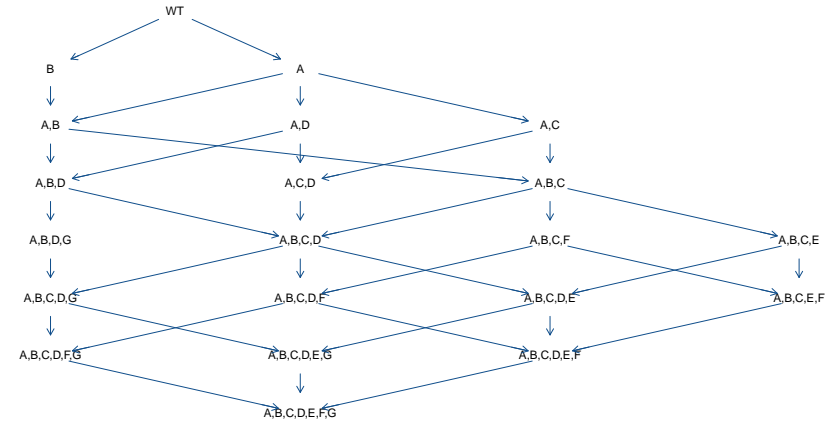 WT
B
A
A,B
A,D
A,C
A,B,D
A,C,D
A,B,C
A,B,D,G
A,B,C,D
A,B,C,F
A,B,C,E
A,B,C,D,G
A,B,C,D,F
A,B,C,D,E
A,B,C,E,F
A,B,C,D,F,G
A,B,C,D,E,G
A,B,C,D,E,F
A,B,C,D,E,F,G